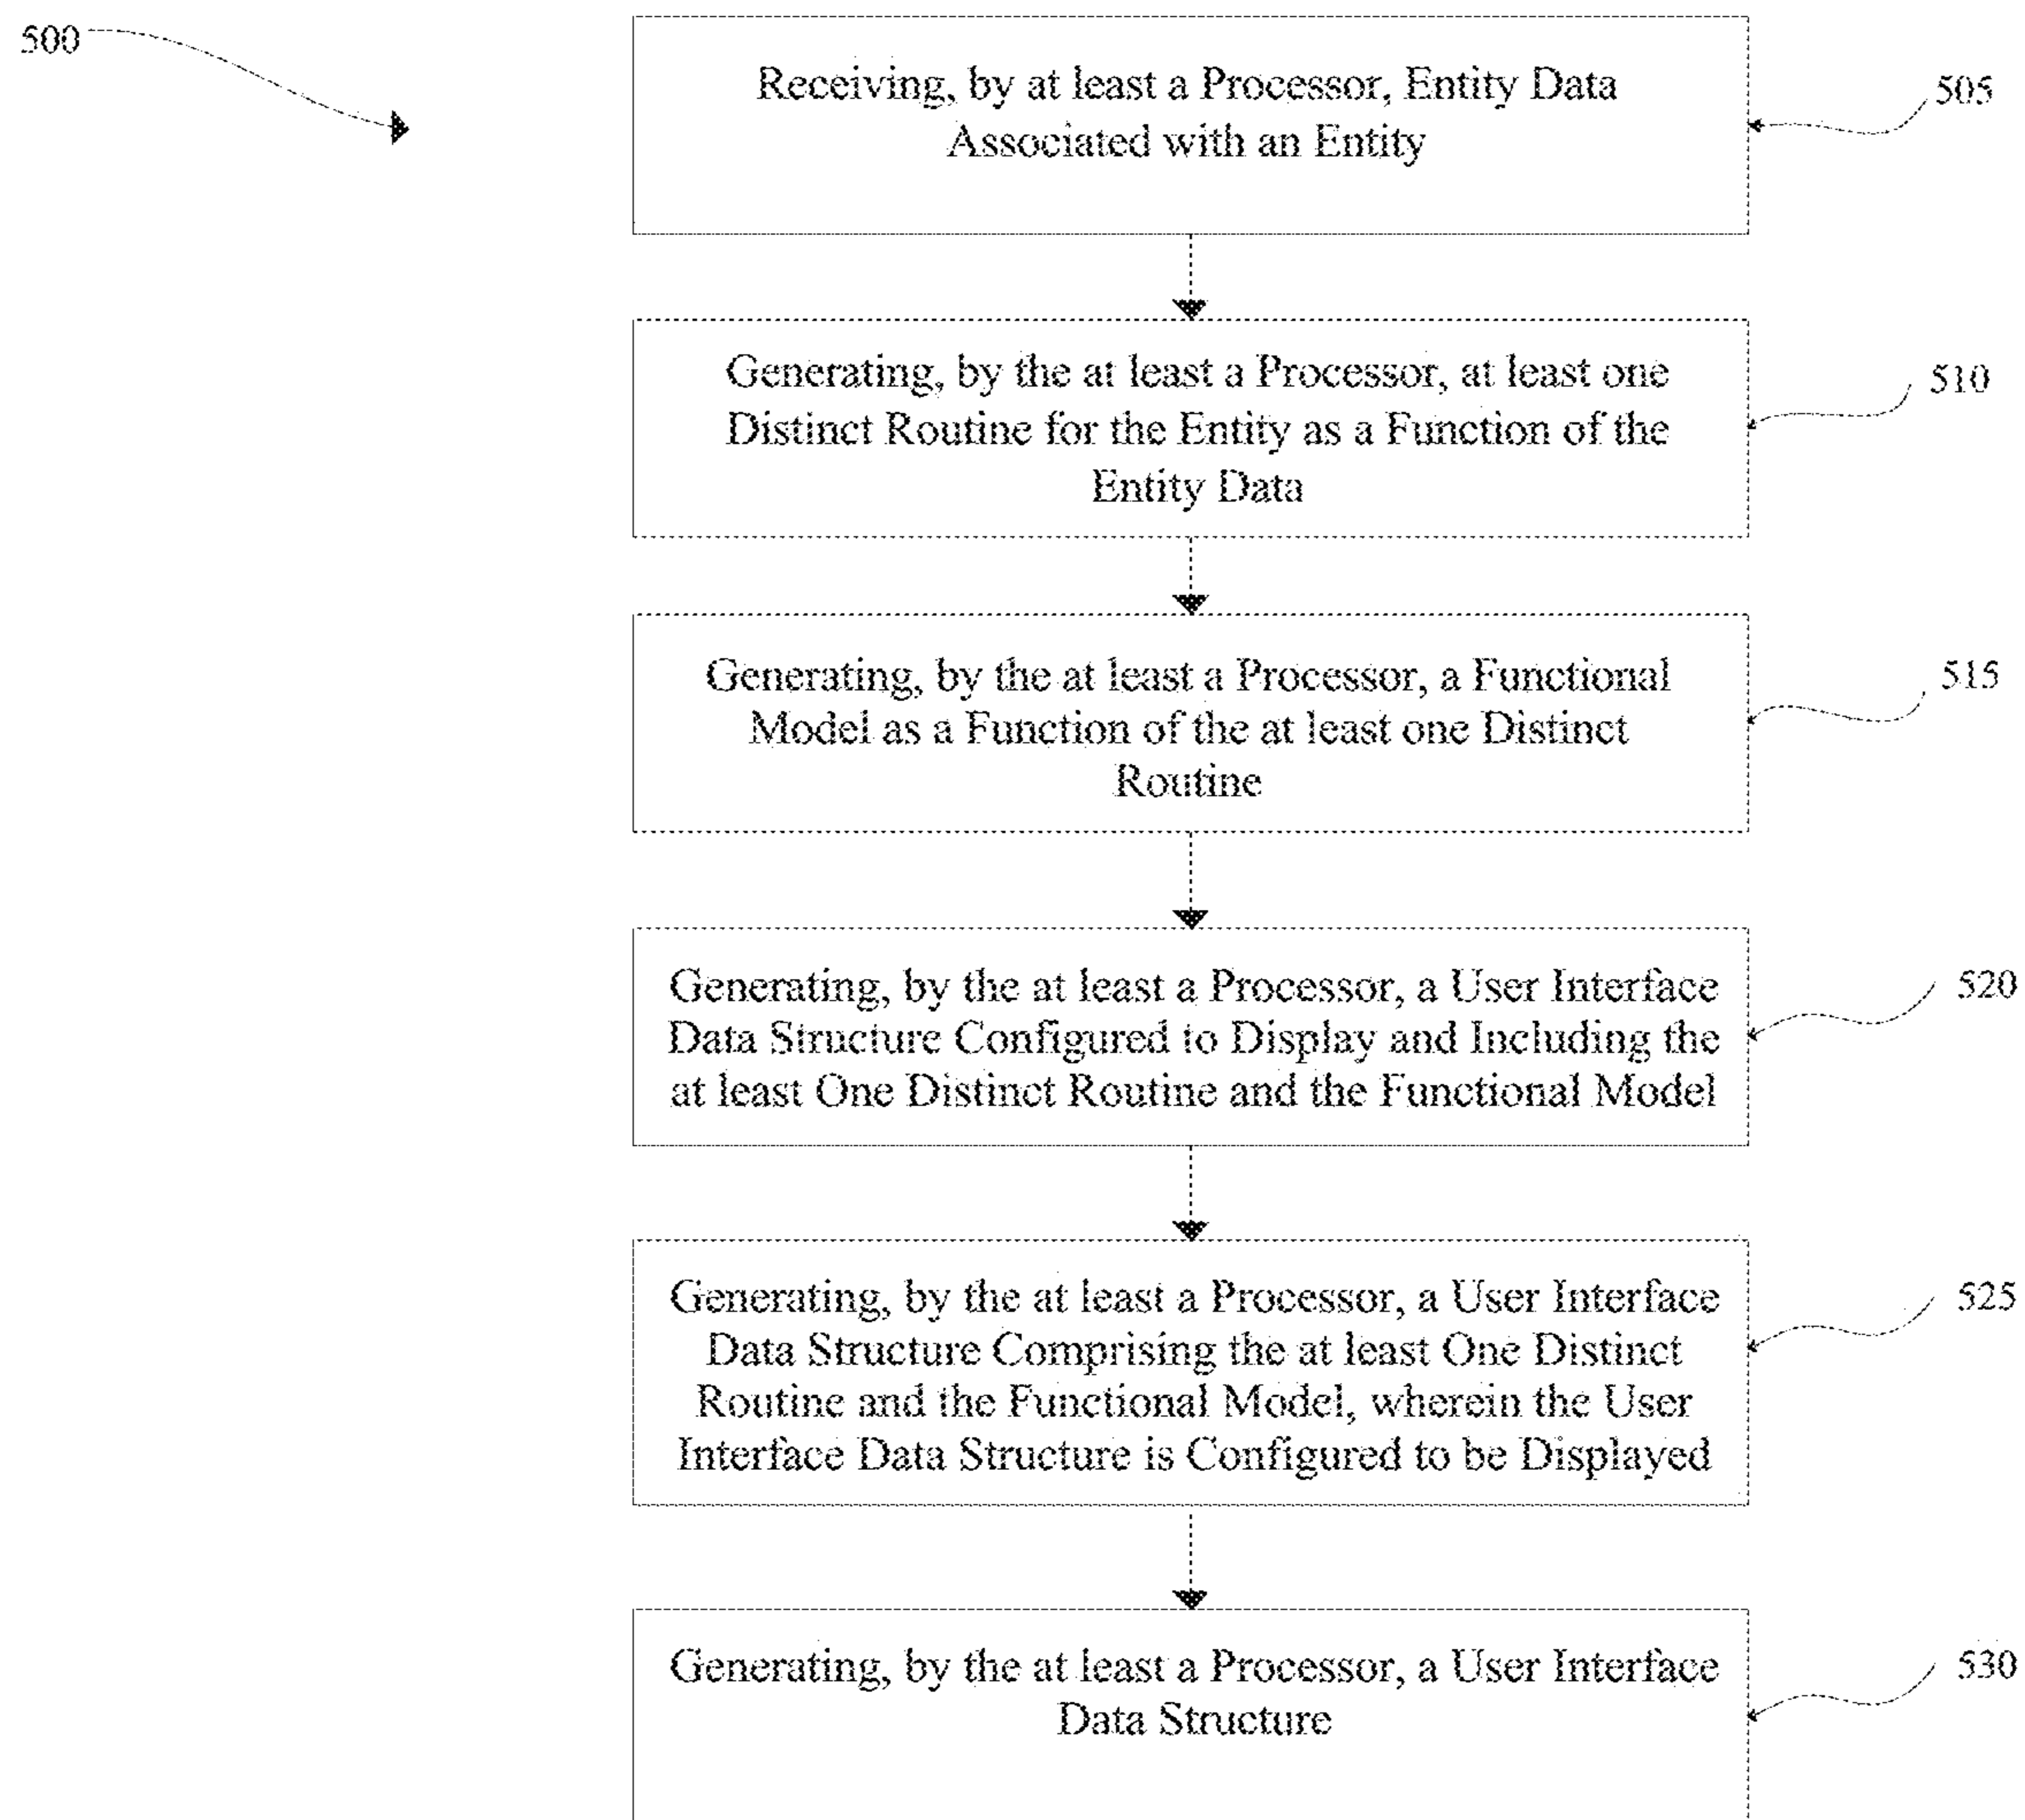 500
Receiving, by at least a Processor, Entity Data
Associated with an Entity
505
Generating, by the at least a Processor, at least one
Distinct Routine for the Entity as a Function of the
Entity Data
510
Generating, by the at least a Processor, a Functional
Model as a Function of the at least one Distinct
Routine
515
Generating, by the at least a Processor, a User Interface
Data Structure Configured to Display and Including the
at least One Distinct Routine and the Functional Model
520
Generating, by the at least a Processor, a User Interface
Data Structure Comprising the at least One Distinct
Routine and the Functional Model, wherein the User
Interface Data Structure is Configured to be Displayed
525
Generating, by the at least a Processor, a User Interface
Data Structure
530